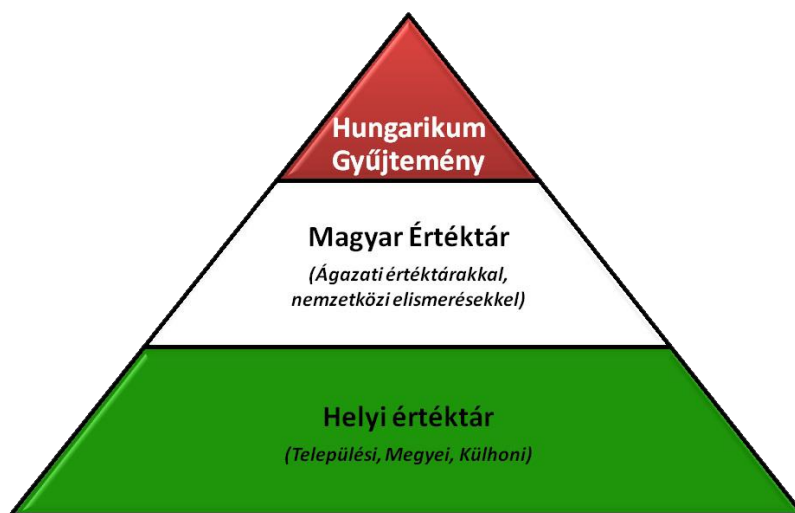 Hungarikum
Gyűjtemény
Magyar Értéktár
(Ágazati értéktárakkal,
nemzetközi elismerésekkel)
Helyi értéktár
(Települési, Megyei, Külhoni)